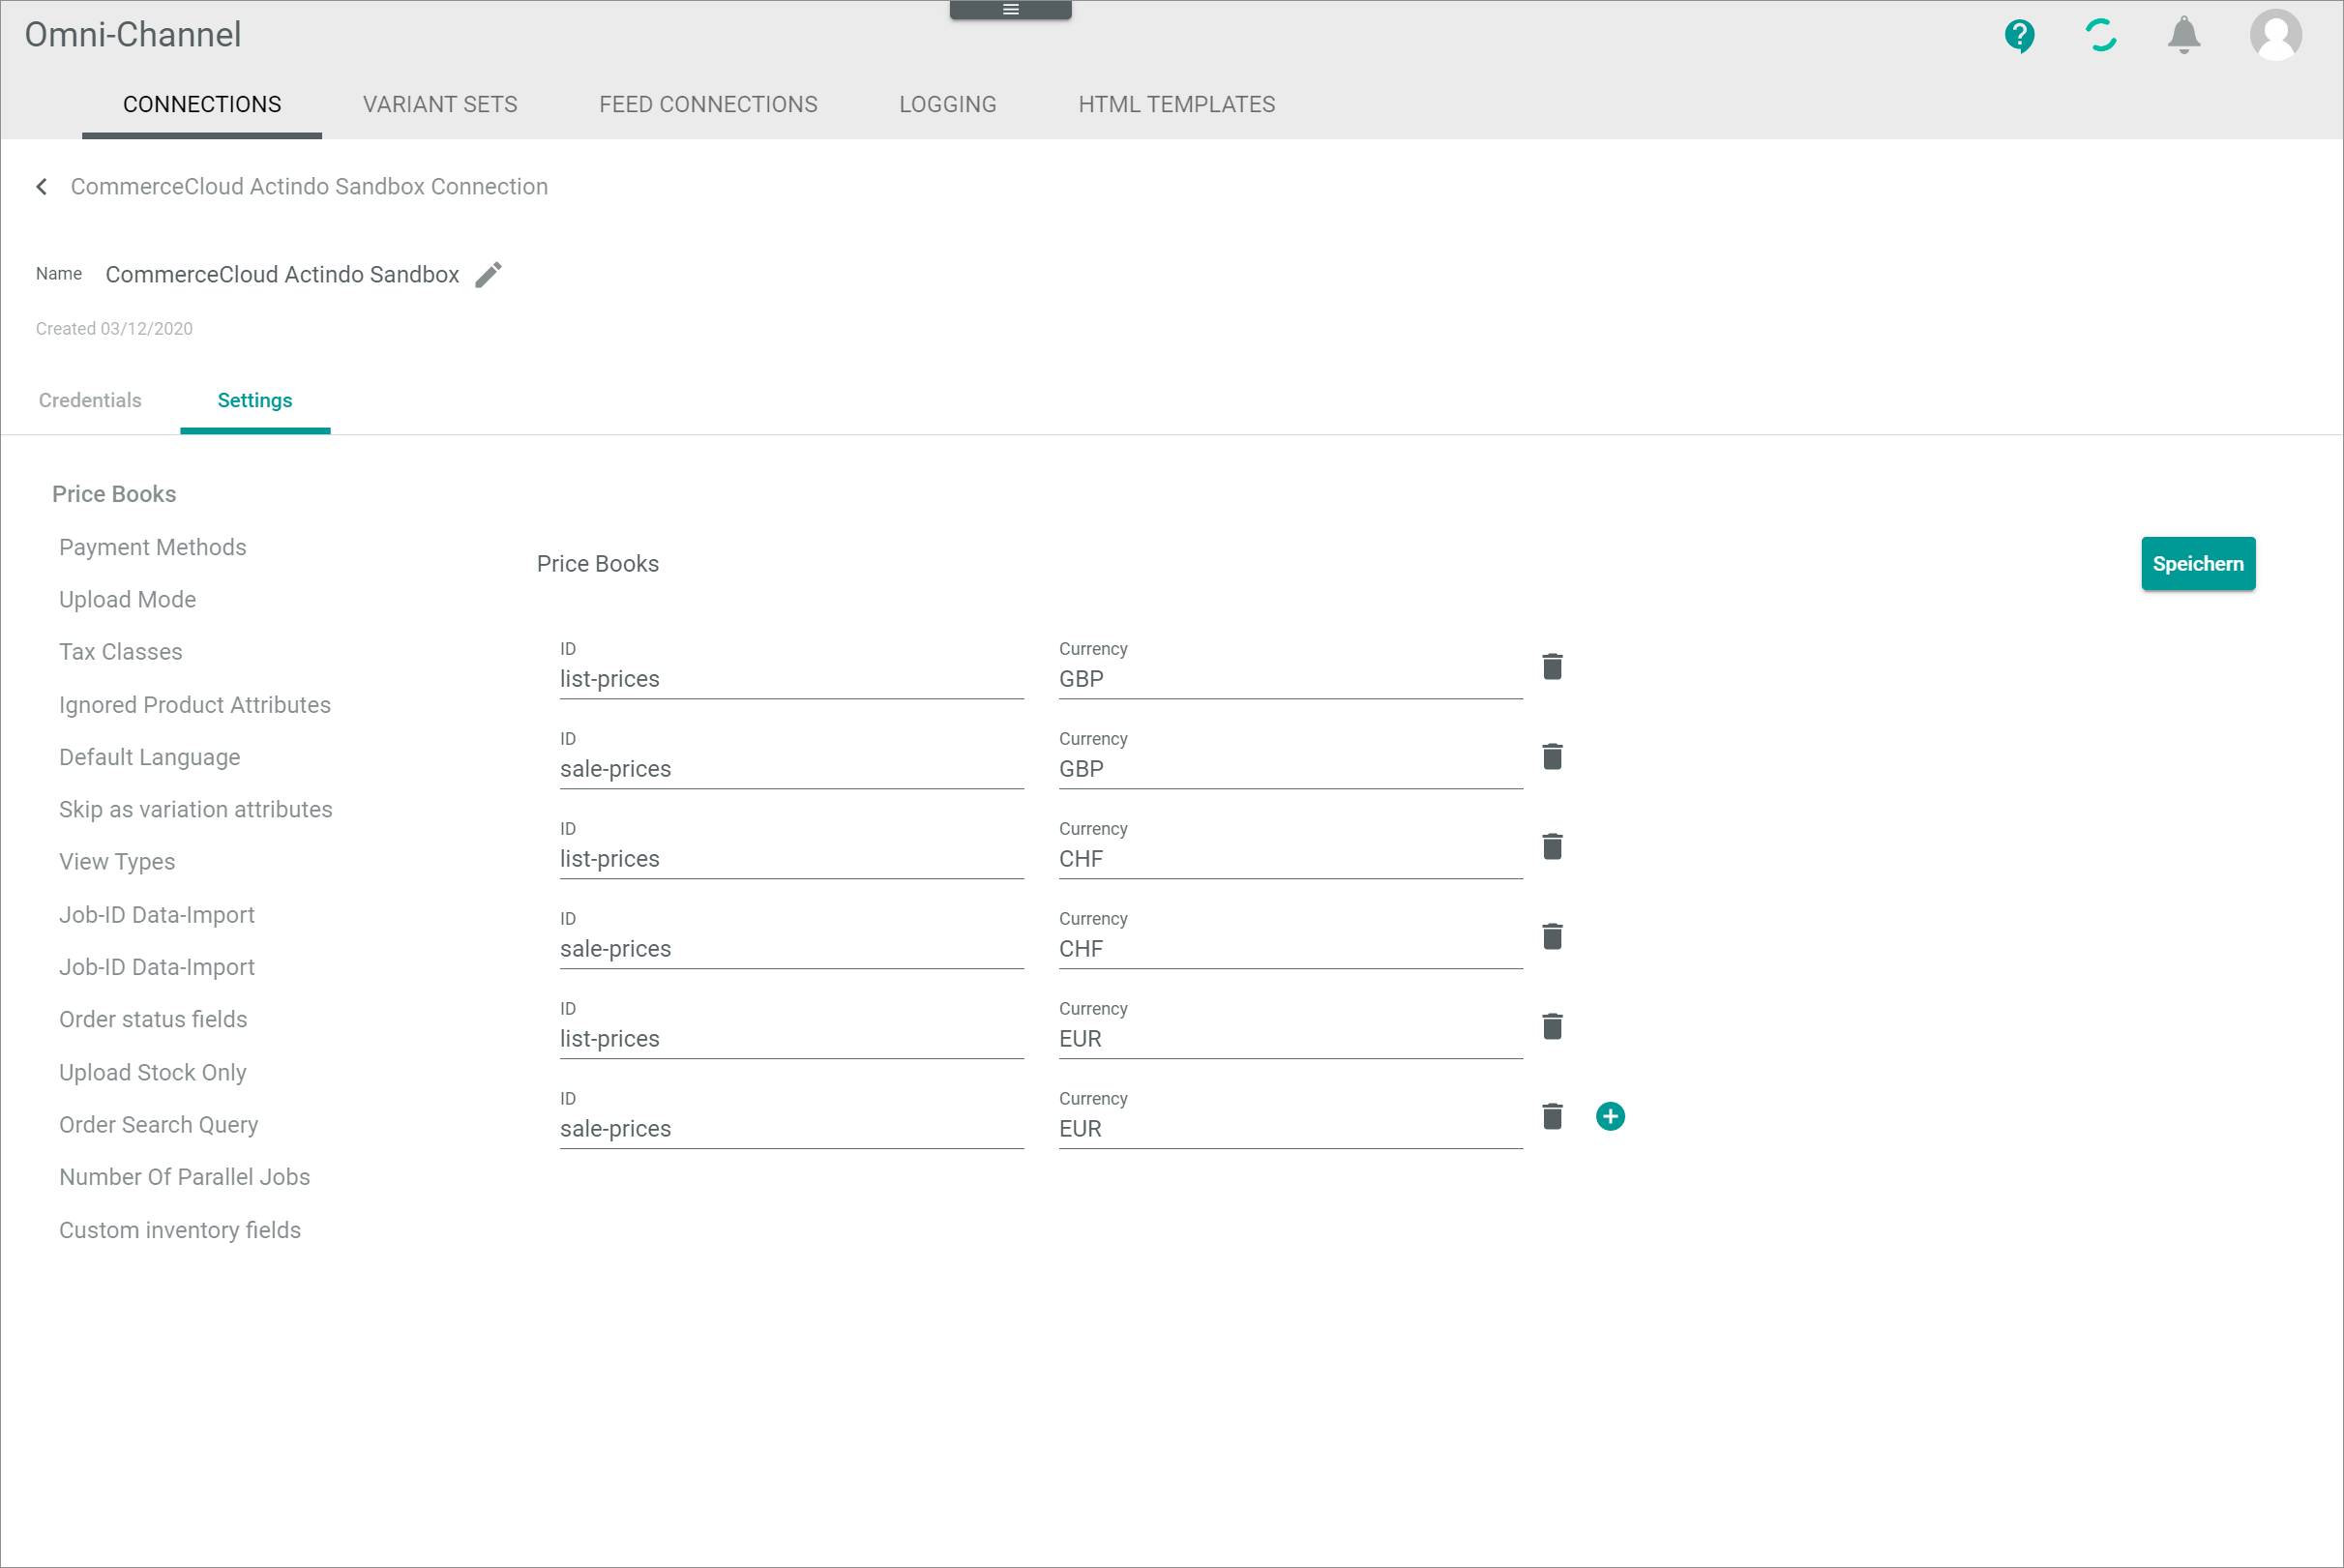 Omni-Channel
CONNECTIONS VARIANT SETS FEED CONNECTIONS LOGGING HTML TEMPLATES
CommerceCloud Actindo Sandbox Connection
Name CommerceCloud Actindo Sandbox
Created 03/12/2020
Credentials Settings
Price Books
Payment Methods
Upload Mode
Tax Classes
Ignored Product Attributes
Default Language
Skip as variation attributes
View Types
Job-ID Data-Import
Job-ID Data-Import
Order status fields
Upload Stock Only
Order Search Query
Number Of Parallel Jobs
Custom inventory fields
Price Books Speichern
ID Currency
list-prices GBP
ID Currency
sale-prices GBP
ID Currency
list-prices CHF
ID Currency
sale-prices CHF
ID Currency
list-prices EUR
ID Currency
sale-prices EUR